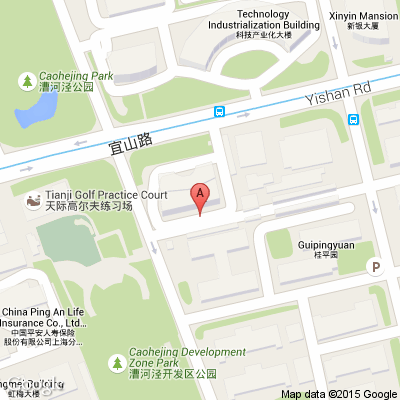 Technology
Industrialization Building
科技产业化大楼
Xinyin Mansion
新银大厦
Caohejing Park
漕河泾公园
Yishan Rd
宜山路
A
Tianji Golf Practice Court
天际高尔夫练习场
Guipingyuan
桂平园
P
China Ping An Life
Insurance Co., Ltd...
中国平安人寿保险
股份有限公司上海分...
Caohejing Development
Zone Park
漕河泾开发区公园
虹梅大楼
Map data ©2015 Google